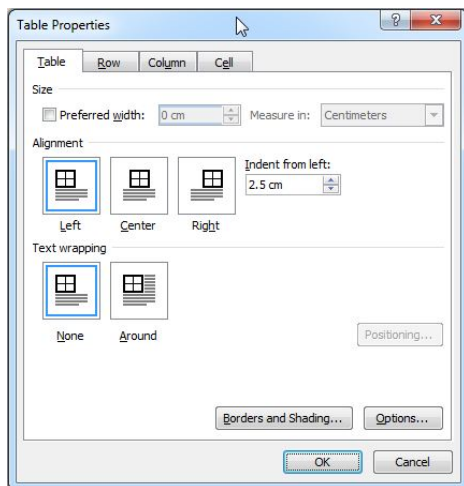 Table Properties
Table Row Column Cell
Size
Preferred width: 0 cm Measure in: Centimeters
Alignment
Indent from left:
2.5 cm
Left Center Right
Text wrapping
None Around
Positioning...
Borders and Shading... Options...
OK Cancel